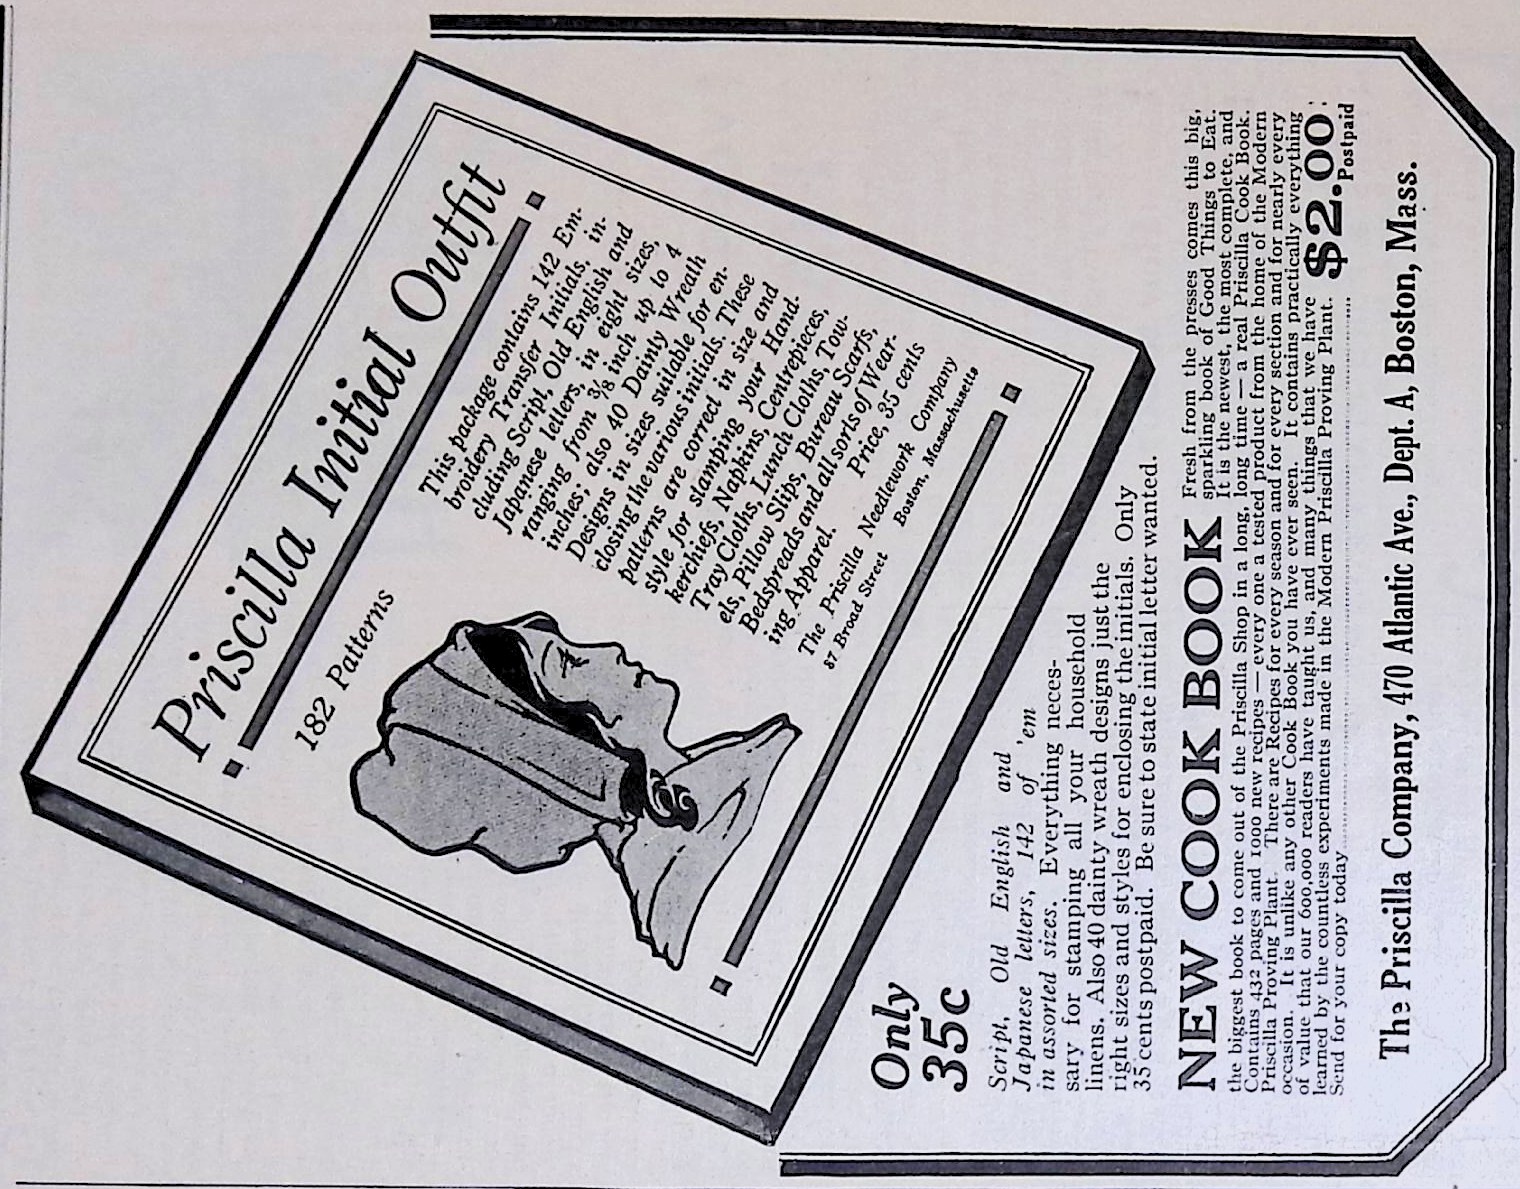 Priscilla Initial Outfit
182 Patterns
This package contains 142 Em-
broidery Transfer Initials, in-
cluding Script, Old English and
Japanese letters, in eight sizes,
ranging from 3/8 inch up to 4
inches; also 40 Dainty Wreath
Designs in sizes suitable for en-
closing the various initials. These
patterns are correct in size and
style for stamping your Hand-
kerchiefs, Napkins, Centrepieces,
Tray Cloths, Lunch Cloths, Tow-
els, Pillow Slips, Bureau Scarfs,
Bedspreads and all sorts of Wear-
ing Apparel. Price, 35 cents
The Priscilla Needlework Company
87 Broad Street Boston, Massachusetts
Only
35c
Script, Old English and
Japanese letters, 142 of 'em
in assorted sizes. Everything neces-
sary for stamping all your household
linens. Also 40 dainty wreath designs just the
right sizes and styles for enclosing the initials. Only
35 cents postpaid. Be sure to state initial letter wanted.
NEW COOK BOOK
Fresh from the presses comes this big,
sparkling book of Good Things to Eat.
It is the newest, the most complete, and
the biggest book to come out of the Priscilla Shop in a long, long time — a real Priscilla Cook Book.
Contains 432 pages and 1000 new recipes — every one a tested product from the home of the Modern
Priscilla Proving Plant. There are Recipes for every season and for every section and for nearly every
occasion. It is unlike any other Cook Book you have ever seen. It contains practically everything
of value that our 600,000 readers have taught us, and many things that we have
learned by the countless experiments made in the Modern Priscilla Proving Plant.
Send for your copy today
$2.00
Postpaid
The Priscilla Company, 470 Atlantic Ave., Dept. A, Boston, Mass.